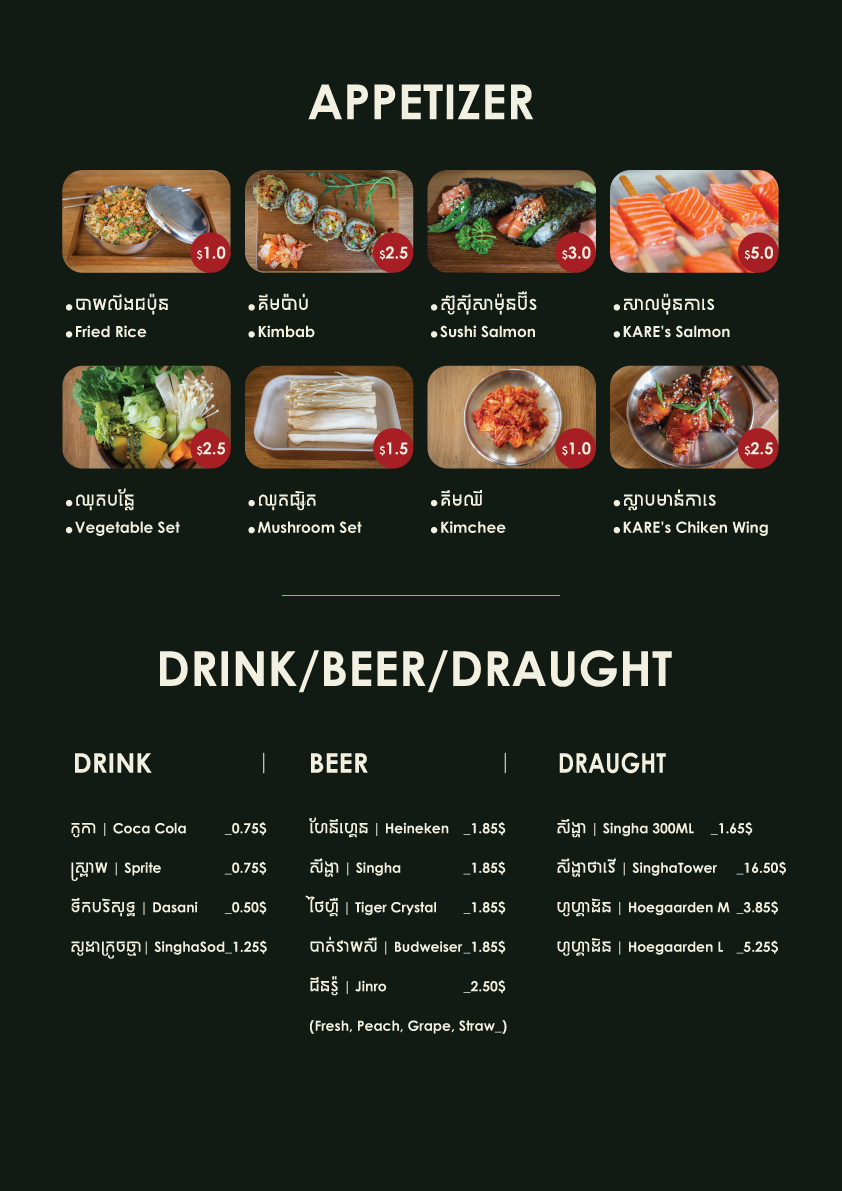 APPETIZER
$1.0
$2.5
$3.0
$5.0
បាយលីងជប៉ុន
គីមប៉ាប់
ស៊ូស៊ីសាម៉ុនប៊ឺរ
សាលម៉ុនការេ
Fried Rice
Kimbab
Sushi Salmon
KARE's Salmon
$2.5
$1.5
$1.0
$2.5
ឈុតបន្លែ
ឈុតផ្សិត
គីមឈី
ស្លាបមាន់ការេ
Vegetable Set
Mushroom Set
Kimchee
KARE's Chiken Wing
DRINK/BEER/DRAUGHT
DRINK
កូកា | Coca Cola _0.75$
ស្ប្រាយ | Sprite _0.75$
ទឹកបរិសុទ្ធ | Dasani _0.50$
សូដាក្រូចឆ្មា| SinghaSod_1.25$
BEER
ហៃនីហ្គេន | Heineken _1.85$
សីង្ហា | Singha _1.85$
ថៃហ្គឺ | Tiger Crystal _1.85$
បាត់វាយស៊ឺ | Budweiser_1.85$
ជីនរ៉ូ | Jinro _2.50$
(Fresh, Peach, Grape, Straw_)
DRAUGHT
សីង្ហា | Singha 300ML _1.65$
សីង្ហាថាវើ | SinghaTower _16.50$
ហូហ្គាដិន | Hoegaarden M _3.85$
ហូហ្គាដិន | Hoegaarden L _5.25$